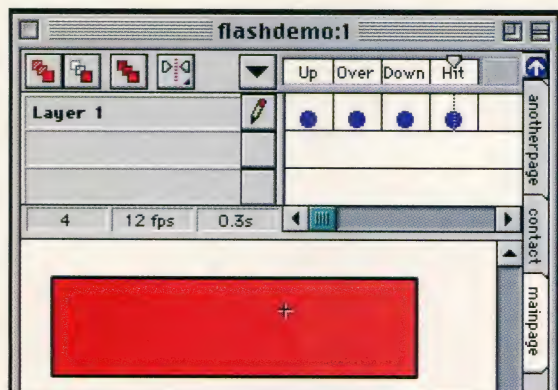 flashdemo:1
Up Over Down Hit
Layer 1
4 12 fps 0.3s
anotherpage
contact
mainpage